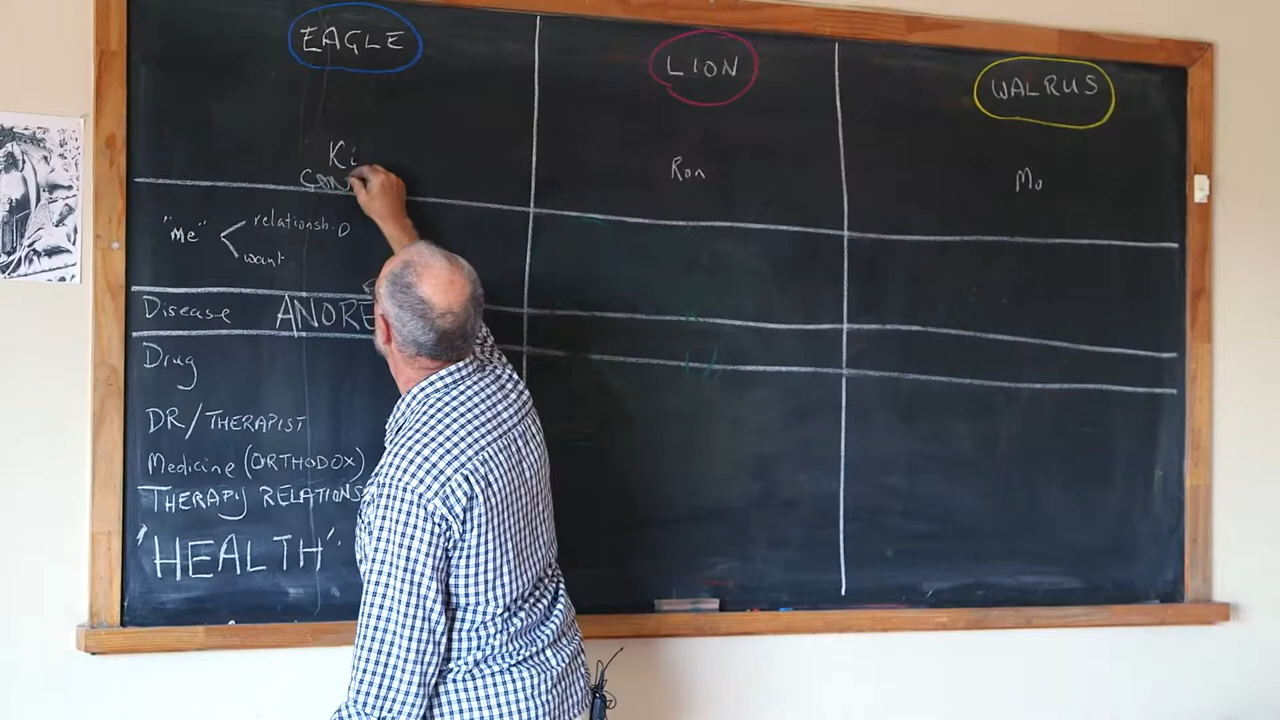 EAGLE
LION
WALRUS
Ki
Ron
Mo
"Me"
relationship
want
Disease ANORE
Drug
DR/THERAPIST
Medicine (ORTHODOX)
THERAPY RELATIONS
'HEALTH'